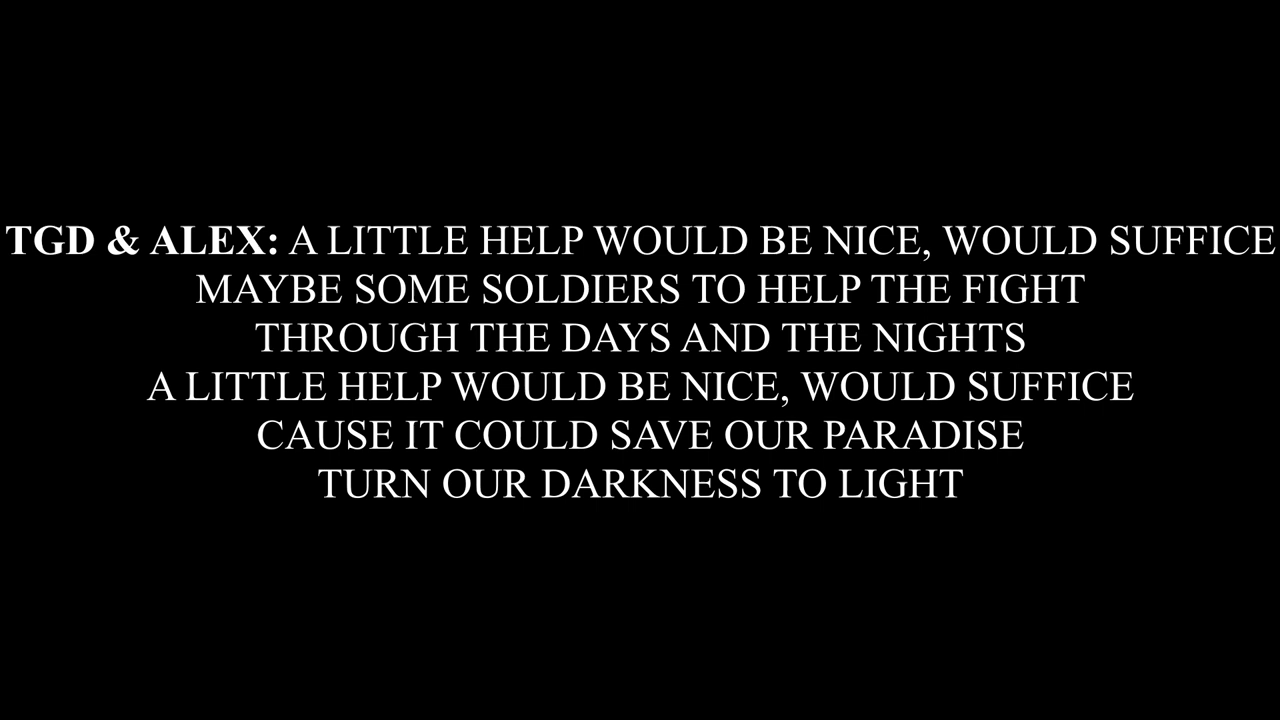 TGD & ALEX: A LITTLE HELP WOULD BE NICE, WOULD SUFFICE
MAYBE SOME SOLDIERS TO HELP THE FIGHT
THROUGH THE DAYS AND THE NIGHTS
A LITTLE HELP WOULD BE NICE, WOULD SUFFICE
CAUSE IT COULD SAVE OUR PARADISE
TURN OUR DARKNESS TO LIGHT